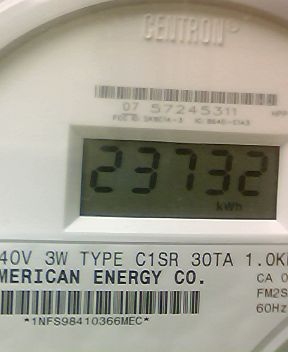 CENTRON®
07 57245311
23732
kWh
40V 3W TYPE C1SR 30TA 1.0K
MERICAN ENERGY CO.
CA 0
FM2S
60Hz
*1NFS98410366MEC*